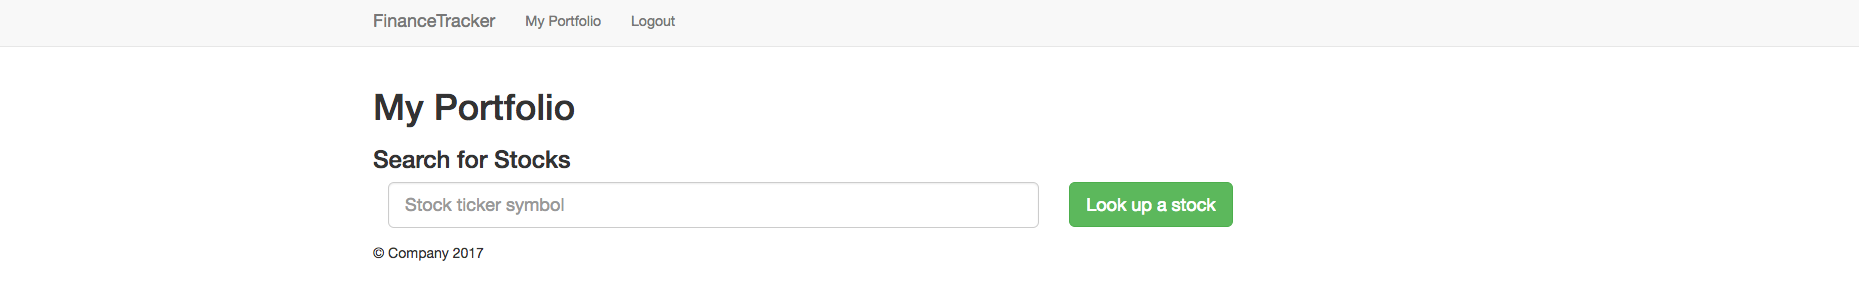 FinanceTracker My Portfolio Logout
My Portfolio
Search for Stocks
Stock ticker symbol Look up a stock
© Company 2017